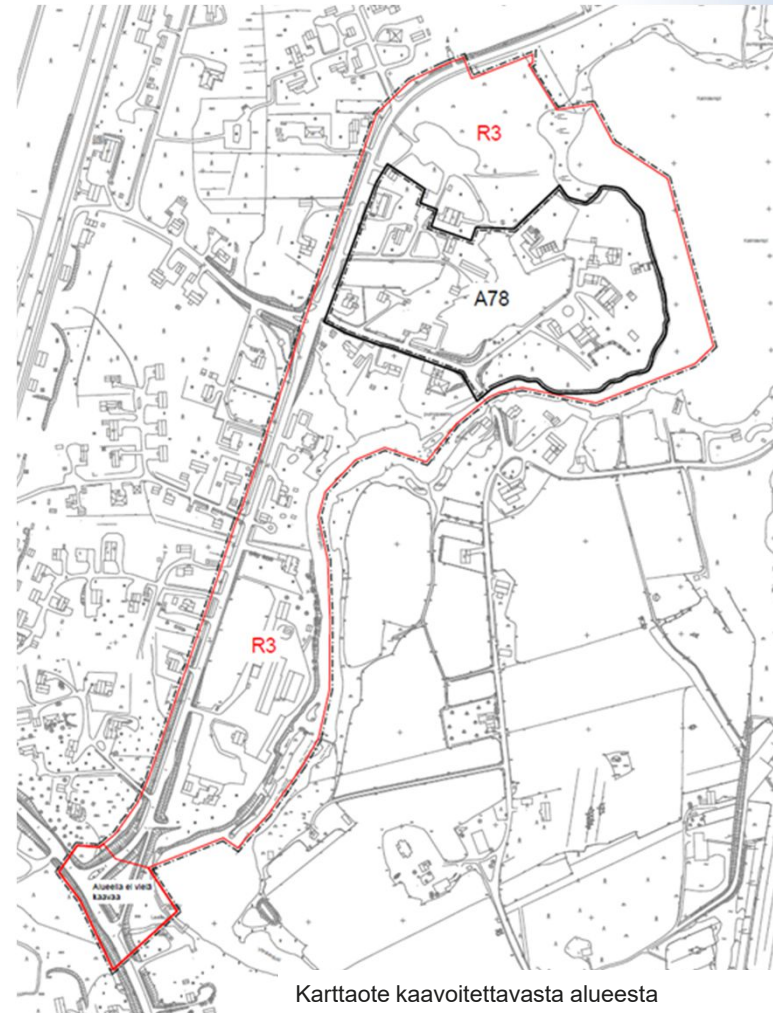 R3
A78
R3
Alueella ei vielä
kaavaa
Karttaote kaavoitettavasta alueesta